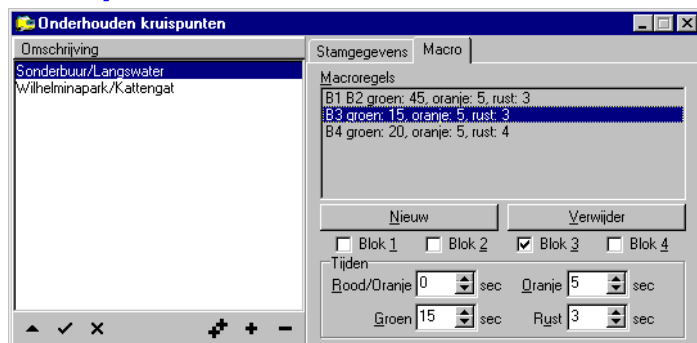 Onderhouden kruispunten
Omschrijving
Sonderbuur/Langswater
Wilhelminapark/Kattengat
Stamgegevens Macro
Macroregels
B1 B2 groen: 45, oranje: 5, rust: 3
B3 groen: 15, oranje: 5, rust: 3
B4 groen: 20, oranje: 5, rust: 4
Nieuw Verwijder
Blok 1 Blok 2 Blok 3 Blok 4
Tijden
Rood/Oranje 0 sec Oranje 5 sec
Groen 15 sec Rust 3 sec